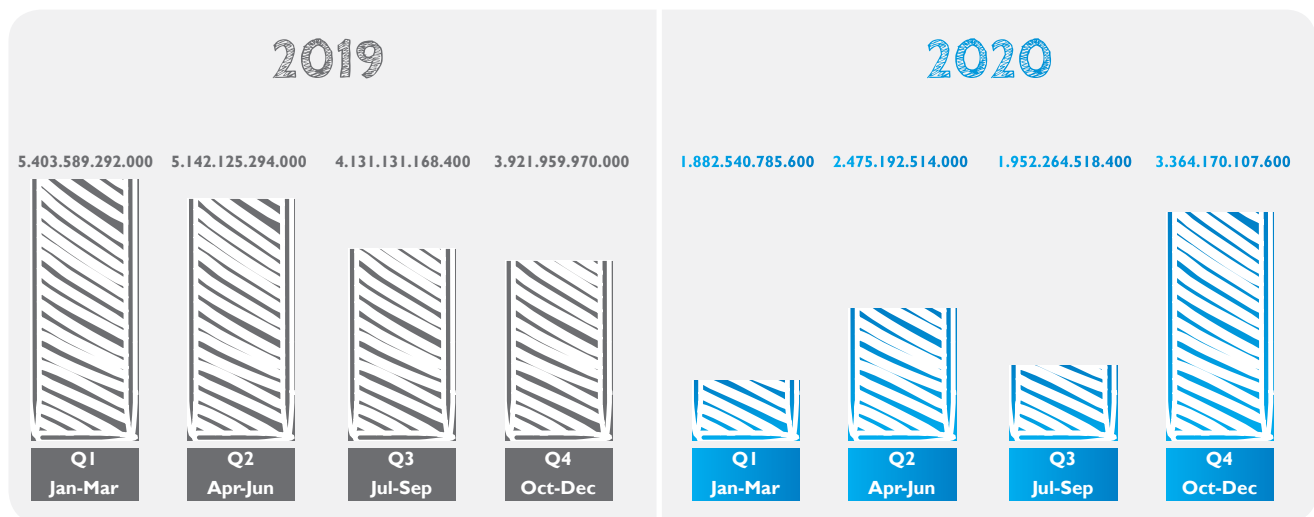 2019
2020
5.403.589.292.000
5.142.125.294.000
4.131.131.168.400
3.921.959.970.000
1.882.540.785.600
2.475.192.514.000
1.952.264.518.400
3.364.170.107.600
Q1
Jan-Mar
Q2
Apr-Jun
Q3
Jul-Sep
Q4
Oct-Dec
Q1
Jan-Mar
Q2
Apr-Jun
Q3
Jul-Sep
Q4
Oct-Dec